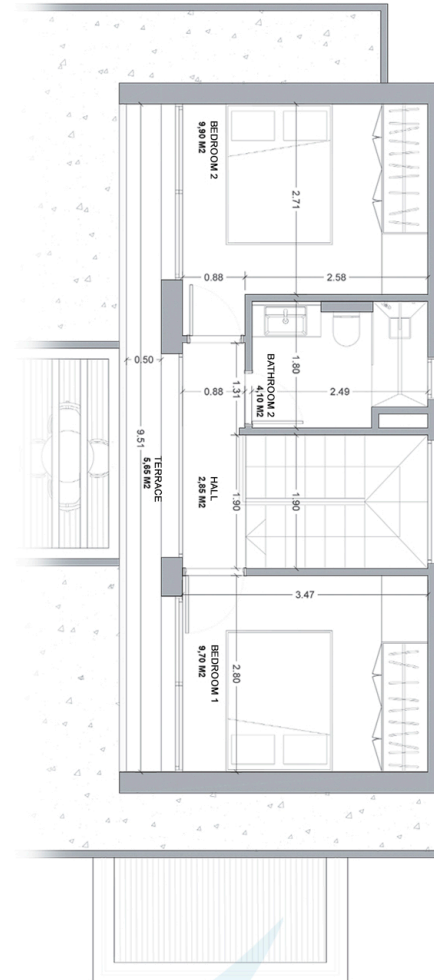 BEDROOM 2
9,90 M2
2.71
0.88
2.58
BATHROOM 2
4,10 M2
1.80
0.50
0.88
1.31
2.49
9.51
TERRACE
5,65 M2
HALL
2,85 M2
1.90
1.90
3.47
BEDROOM 1
9,70 M2
2.80